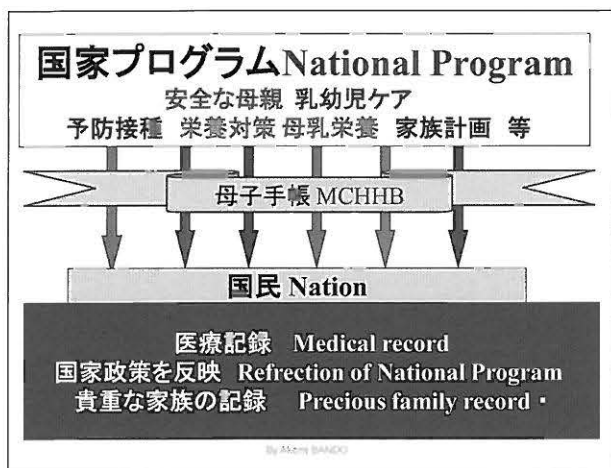 国家プログラムNational Program
安全な母親 乳幼児ケア
予防接種 栄養対策 母乳栄養 家族計画 等
母子手帳 MCHHB
国民 Nation
医療記録 Medical record
国家政策を反映 Refrection of National Program
貴重な家族の記録 Precious family record・
By Akemi BANDO